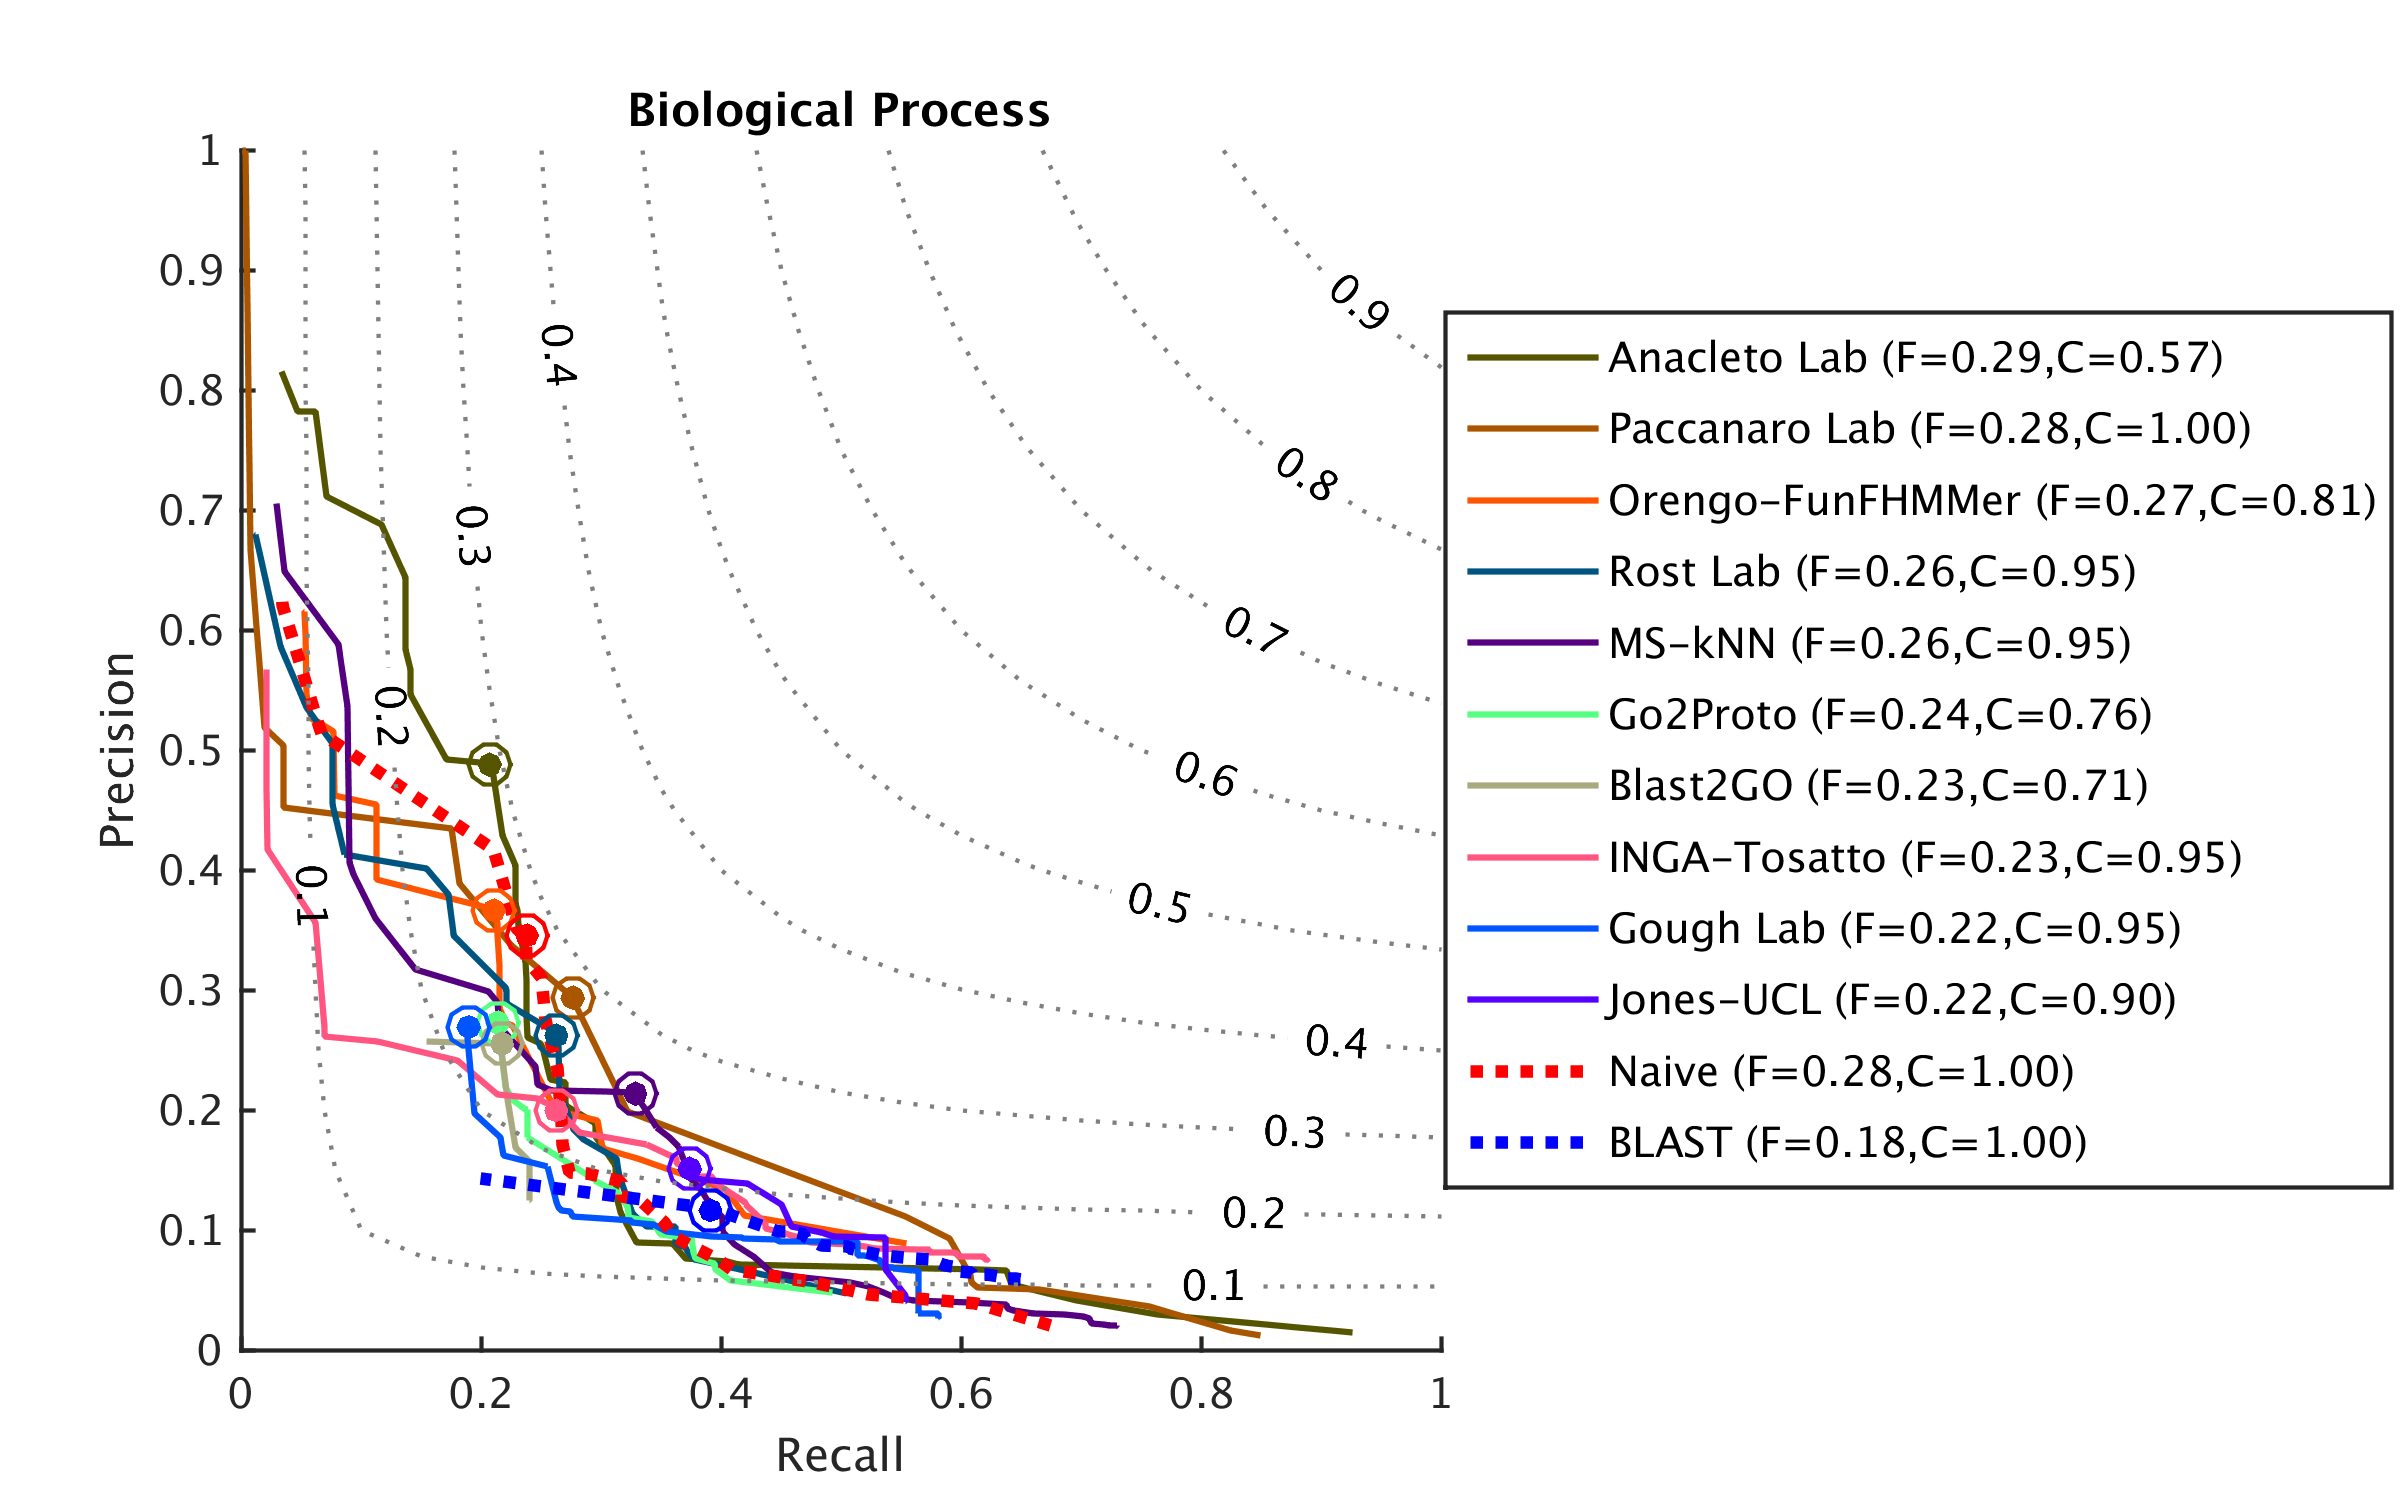 Biological Process
Precision
1
0.9
0.8
0.7
0.6
0.5
0.4
0.3
0.2
0.1
0
0
0.2
0.4
0.6
0.8
1
Recall
0.9
0.8
0.7
0.6
0.5
0.4
0.3
0.2
0.1
0.4
0.3
0.2
0.1
Anacleto Lab (F=0.29,C=0.57)
Paccanaro Lab (F=0.28,C=1.00)
Orengo-FunFHMMer (F=0.27,C=0.81)
Rost Lab (F=0.26,C=0.95)
MS-kNN (F=0.26,C=0.95)
Go2Proto (F=0.24,C=0.76)
Blast2GO (F=0.23,C=0.71)
INGA-Tosatto (F=0.23,C=0.95)
Gough Lab (F=0.22,C=0.95)
Jones-UCL (F=0.22,C=0.90)
Naive (F=0.28,C=1.00)
BLAST (F=0.18,C=1.00)